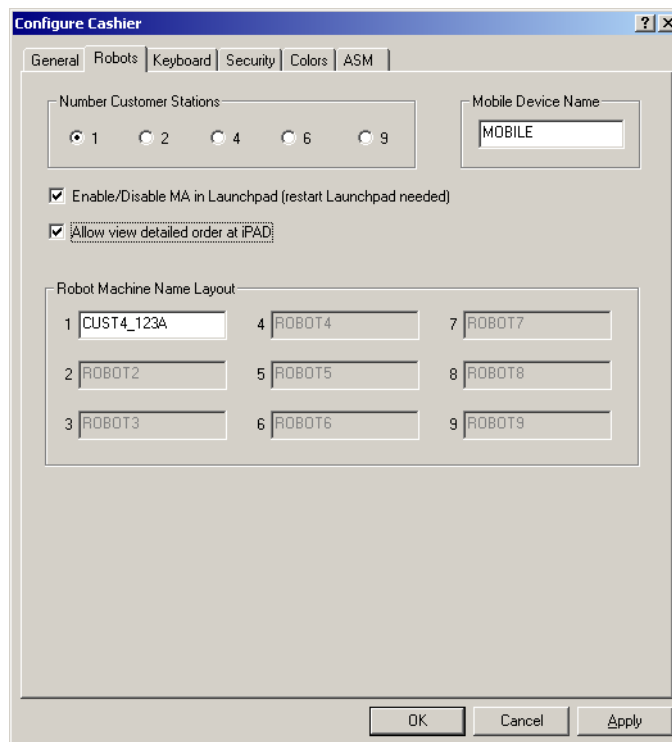 Configure Cashier
General Robots Keyboard Security Colors ASM
Number Customer Stations
1 2 4 6 9
Mobile Device Name
MOBILE
Enable/Disable MA in Launchpad (restart Launchpad needed)
Allow view detailed order at iPAD
Robot Machine Name Layout
1 CUST4_123A 4 ROBOT4 7 ROBOT7
2 ROBOT2 5 ROBOT5 8 ROBOT8
3 ROBOT3 6 ROBOT6 9 ROBOT9
OK Cancel Apply